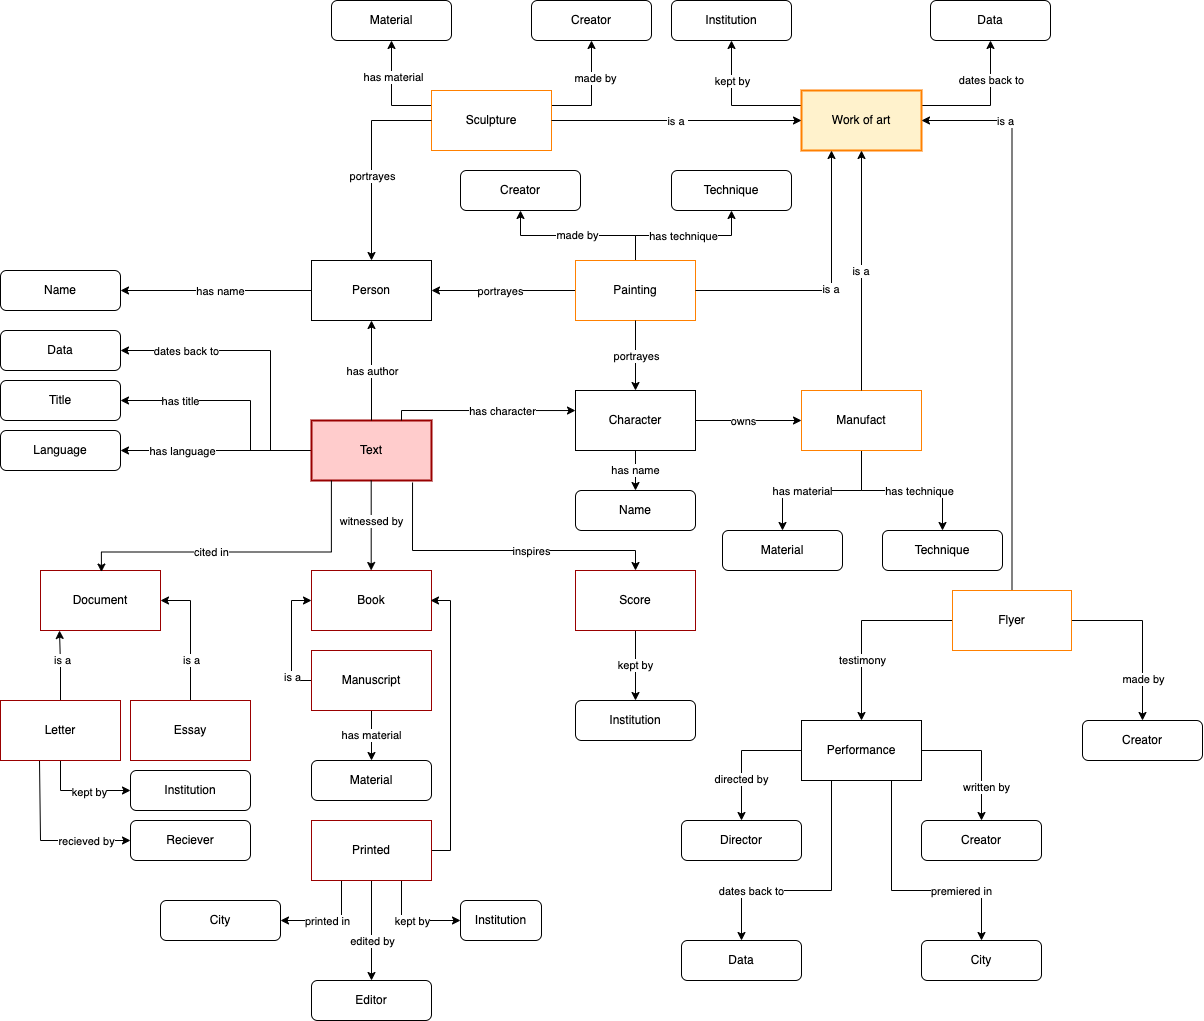 Material
Creator
Institution
Data
has material
made by
kept by
dates back to
Sculpture
is a
Work of art
is a
portrayes
Creator
Technique
made by
has technique
is a
Name
has name
Person
portrayes
Painting
is a
Data
dates back to
portrayes
has author
Title
has title
has character
Character
owns
Manufact
Language
has language
Text
has name
has material
has technique
Name
witnessed by
Material
Technique
cited in
inspires
Document
Book
Score
Flyer
is a
is a
kept by
testimony
is a
Manuscript
made by
Letter
Essay
has material
Institution
Performance
Creator
Material
directed by
written by
kept by
Institution
recieved by
Reciever
Printed
Director
Creator
dates back to
premiered in
City
printed in
kept by
Institution
edited by
Data
City
Editor